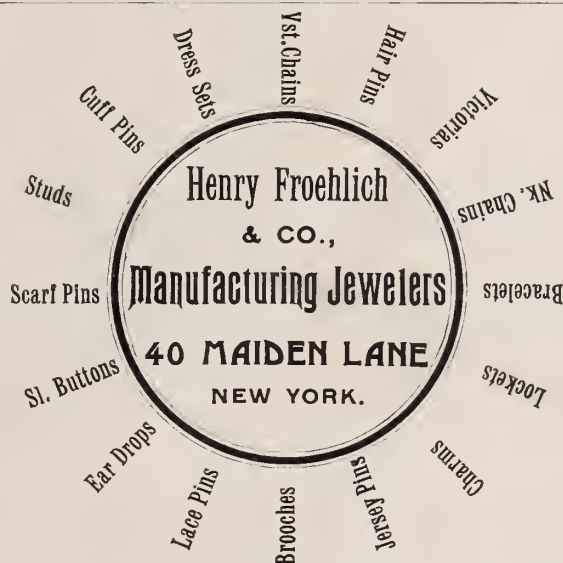 Henry Froehlich
& CO.,
Manufacturing Jewelers
40 MAIDEN LANE
NEW YORK.
Vst.Chains
Hair Pins
Victorias
Nk. Chains
Bracelets
Lockets
Charms
Jersey Pins
Brooches
Lace Pins
Ear Drops
Sl. Buttons
Scarf Pins
Studs
Cuff Pins
Dress Sets